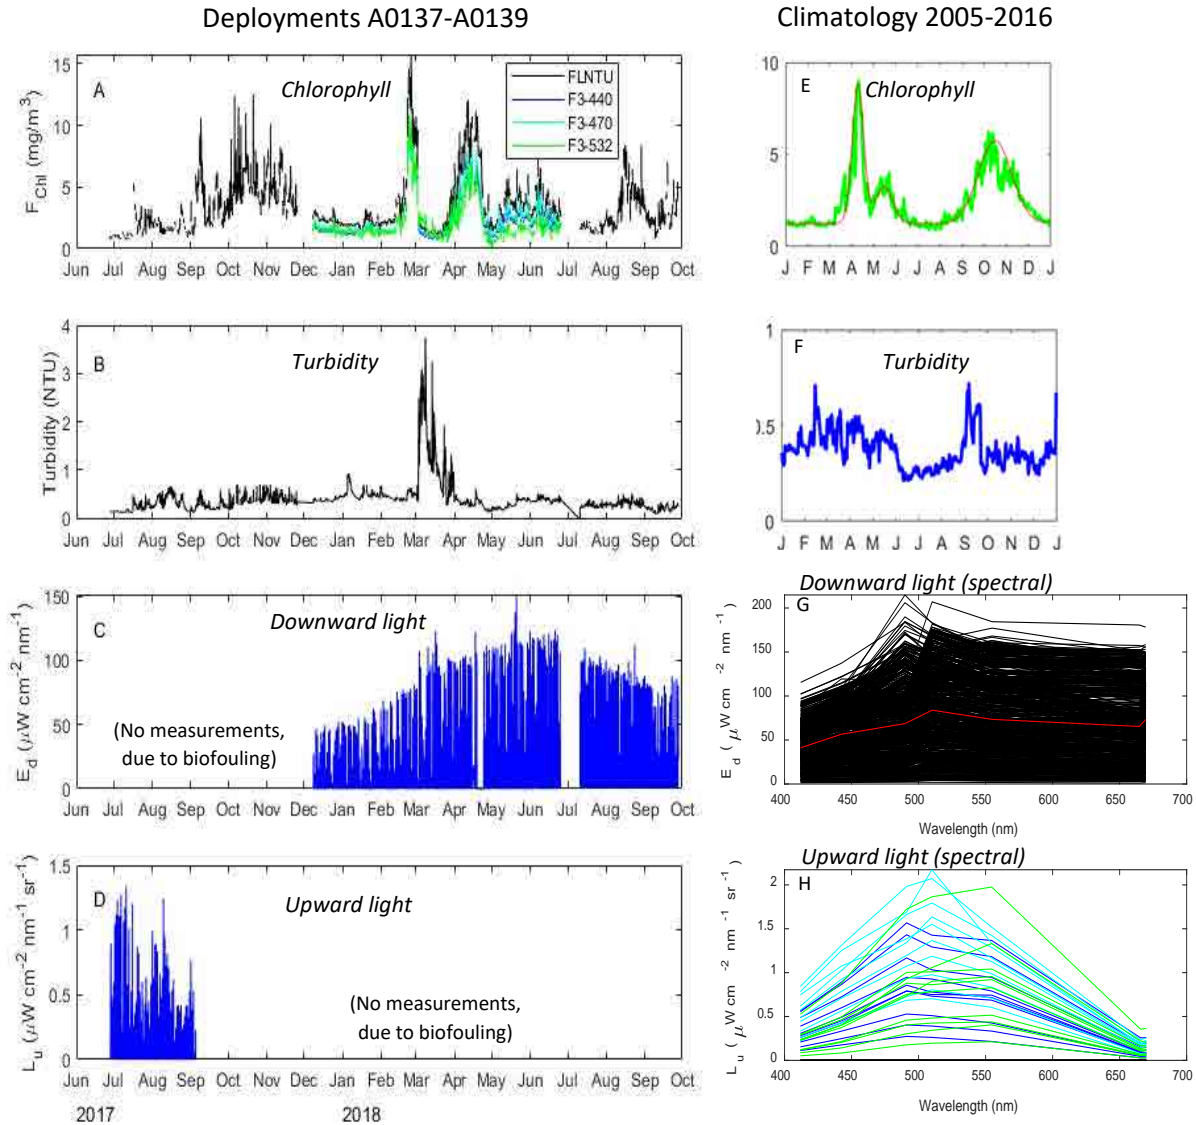 Deployments A0137-A0139
Climatology 2005-2016
A
Chlorophyll
FLNTU
F3-440
F3-470
F3-532
F Chl (mg/m3)
15
10
5
0
Jun Jul Aug Sep Oct Nov Dec Jan Feb Mar Apr May Jun Jul Aug Sep Oct
E
Chlorophyll
10
5
0
J F M A M J J A S O N D J
B
Turbidity
Turbidity (NTU)
4
3
2
1
0
Jun Jul Aug Sep Oct Nov Dec Jan Feb Mar Apr May Jun Jul Aug Sep Oct
F
Turbidity
1
).5
0
J F M A M J J A S O N D J
C
Downward light
(No measurements,
due to biofouling)
E d (μW cm-2 nm-1)
150
100
50
0
Jun Jul Aug Sep Oct Nov Dec Jan Feb Mar Apr May Jun Jul Aug Sep Oct
Downward light (spectral)
G
E d ( μW cm -2 nm -1 )
200
150
100
50
0
400 450 500 550 600 650 700
Wavelength (nm)
D
Upward light
(No measurements,
due to biofouling)
L u (μW cm-2 nm-1 sr-1)
1.5
1
0.5
0
Jun Jul Aug Sep Oct Nov Dec Jan Feb Mar Apr May Jun Jul Aug Sep Oct
2017 2018
Upward light (spectral)
H
L u ( μW cm -2 nm -1 sr -1 )
2
1.5
1
0.5
0
400 450 500 550 600 650 700
Wavelength (nm)